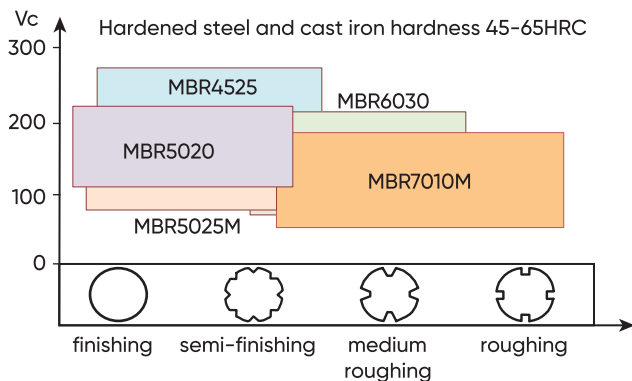 Vc
Hardened steel and cast iron hardness 45-65HRC
300
MBR4525
MBR6030
200
MBR5020
MBR7010M
100
MBR5025M
0
finishing
semi-finishing
medium
roughing
roughing